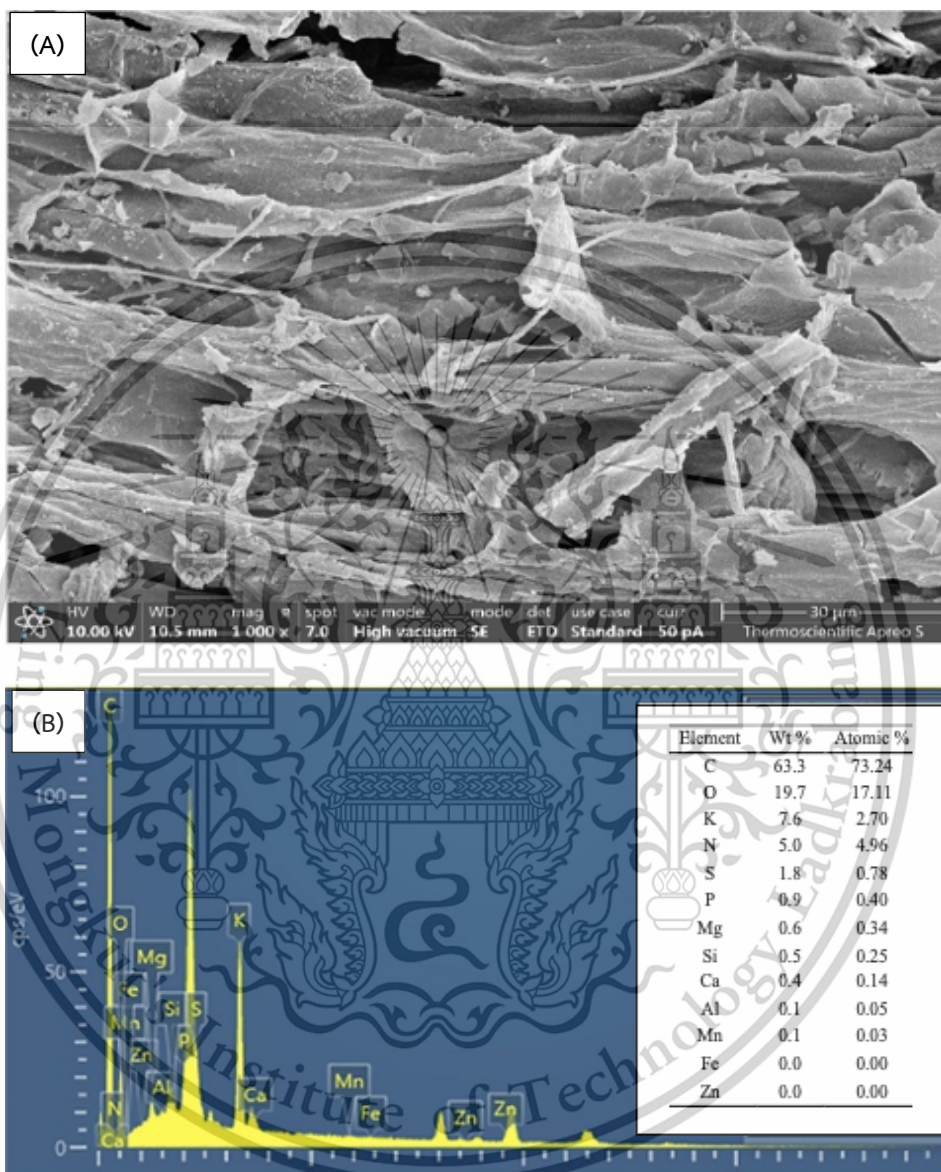 (A)
HV WD mag spot vac mode mode det use case curr 30 µm
10.00 kV 10.5 mm 1 000 x 7.0 High vacuum SE ETD Standard 50 pA Thermoscientific Apreo S
(B)
C
100
O
K
Mg
cps/eV
50
Fe
Si
S
Mn
P
Zn
Al
N
Ca
Ca
Mn
Fe
Zn
Zn
0
Element Wt % Atomic %
C 63.3 73.24
O 19.7 17.11
K 7.6 2.70
N 5.0 4.96
S 1.8 0.78
P 0.9 0.40
Mg 0.6 0.34
Si 0.5 0.25
Ca 0.4 0.14
Al 0.1 0.05
Mn 0.1 0.03
Fe 0.0 0.00
Zn 0.0 0.00
Mongkut's Institute of Technology Ladkrabang